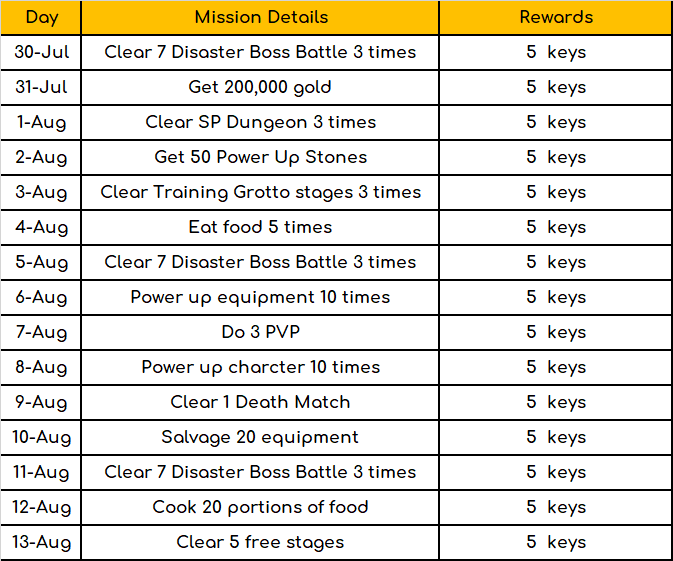 Day Mission Details Rewards
30-Jul Clear 7 Disaster Boss Battle 3 times 5 keys
31-Jul Get 200,000 gold 5 keys
1-Aug Clear SP Dungeon 3 times 5 keys
2-Aug Get 50 Power Up Stones 5 keys
3-Aug Clear Training Grotto stages 3 times 5 keys
4-Aug Eat food 5 times 5 keys
5-Aug Clear 7 Disaster Boss Battle 3 times 5 keys
6-Aug Power up equipment 10 times 5 keys
7-Aug Do 3 PVP 5 keys
8-Aug Power up charcter 10 times 5 keys
9-Aug Clear 1 Death Match 5 keys
10-Aug Salvage 20 equipment 5 keys
11-Aug Clear 7 Disaster Boss Battle 3 times 5 keys
12-Aug Cook 20 portions of food 5 keys
13-Aug Clear 5 free stages 5 keys